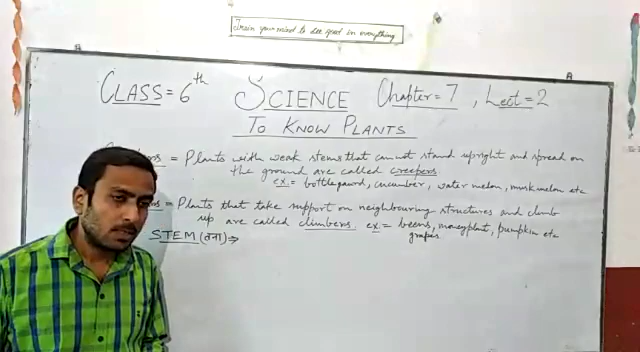 Train your mind to see good in everything
CLASS = 6th SCIENCE Chapter = 7, Lect = 2
TO KNOW PLANTS
= Plants with weak stems that cannot stand upright and spread on
the ground are called creepers
ex = bottlegaurd, cucumber, water melon, muskmelon etc
= Plants that take support on neighbouring structures and climb
up are called climbers. ex = beens, moneyplant, pumpkin etc
grapes
STEM (तना) →